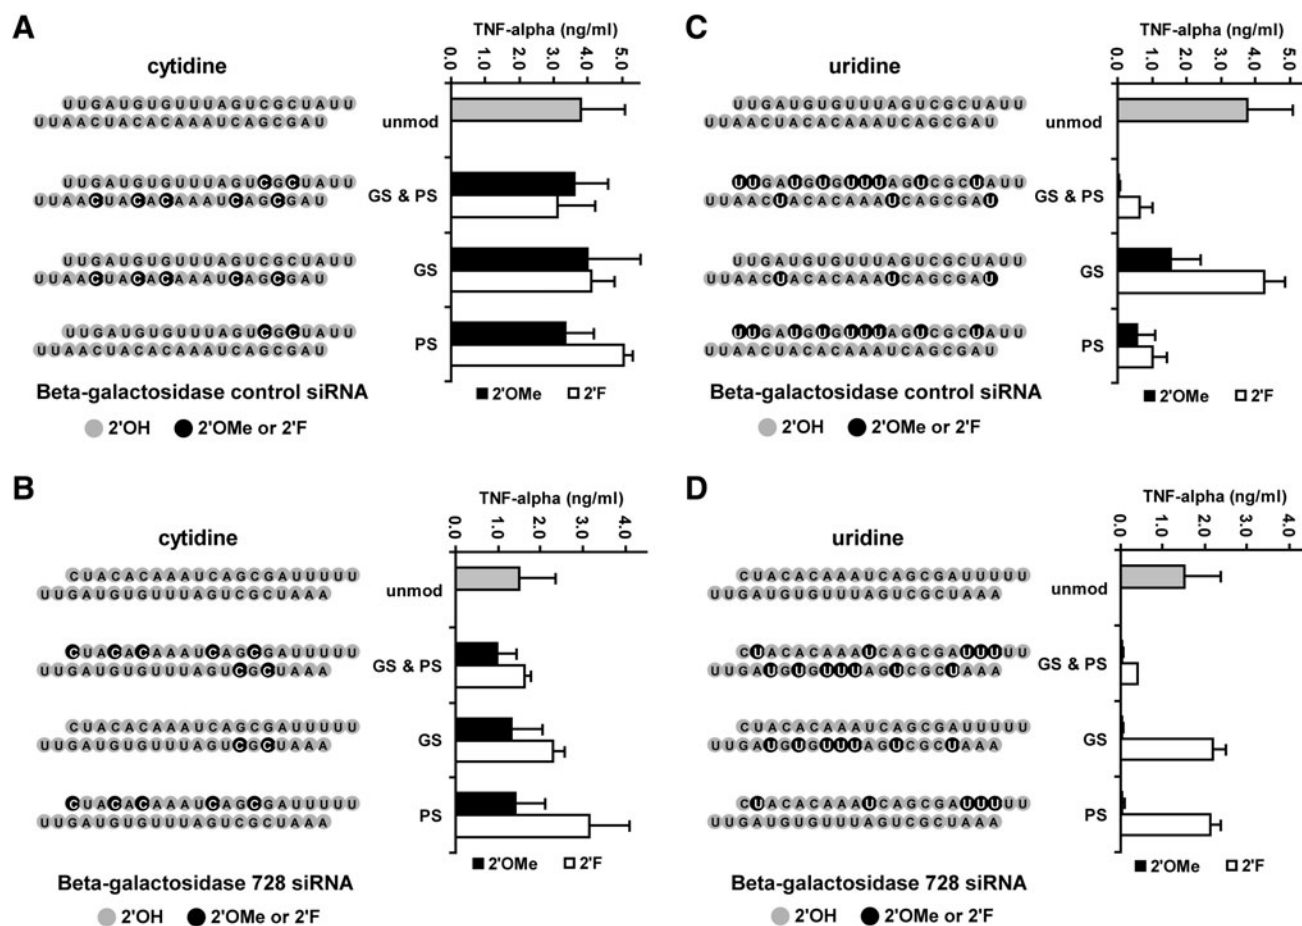 A
TNF-alpha (ng/ml)
0.0 1.0 2.0 3.0 4.0 5.0
cytidine
UUGAUGUGUUUAGUCGCUAUU
UUAACUACACAAAUCAGCGAU
unmod
UUGAUGUGUUUAGUCGCUAUU
UUAACUACACAAAUCAGCGAU
GS & PS
UUGAUGUGUUUAGUCGCUAUU
UUAACUACACAAAUCAGCGAU
GS
UUGAUGUGUUUAGUCGCUAUU
UUAACUACACAAAUCAGCGAU
PS
Beta-galactosidase control siRNA
2'OMe 2'F
2'OH 2'OMe or 2'F
C
TNF-alpha (ng/ml)
0.0 1.0 2.0 3.0 4.0 5.0
uridine
UUGAUGUGUUUAGUCGCUAUU
UUAACUACACAAAUCAGCGAU
unmod
UUGAUGUGUUUAGUCGCUAUU
UUAACUACACAAAUCAGCGAU
GS & PS
UUGAUGUGUUUAGUCGCUAUU
UUAACUACACAAAUCAGCGAU
GS
UUGAUGUGUUUAGUCGCUAUU
UUAACUACACAAAUCAGCGAU
PS
Beta-galactosidase control siRNA
2'OMe 2'F
2'OH 2'OMe or 2'F
B
TNF-alpha (ng/ml)
0.0 1.0 2.0 3.0 4.0
cytidine
CUACACAAAUCAGCGAUUUUU
UUGAUGUGUUUAGUCGCUAAA
unmod
CUACACAAAUCAGCGAUUUUU
UUGAUGUGUUUAGUCGCUAAA
GS & PS
CUACACAAAUCAGCGAUUUUU
UUGAUGUGUUUAGUCGCUAAA
GS
CUACACAAAUCAGCGAUUUUU
UUGAUGUGUUUAGUCGCUAAA
PS
2'OMe 2'F
Beta-galactosidase 728 siRNA
2'OH 2'OMe or 2'F
D
TNF-alpha (ng/ml)
0.0 1.0 2.0 3.0 4.0
uridine
CUACACAAAUCAGCGAUUUUU
UUGAUGUGUUUAGUCGCUAAA
unmod
CUACACAAAUCAGCGAUUUUU
UUGAUGUGUUUAGUCGCUAAA
GS & PS
CUACACAAAUCAGCGAUUUUU
UUGAUGUGUUUAGUCGCUAAA
GS
CUACACAAAUCAGCGAUUUUU
UUGAUGUGUUUAGUCGCUAAA
PS
2'OMe 2'F
Beta-galactosidase 728 siRNA
2'OH 2'OMe or 2'F